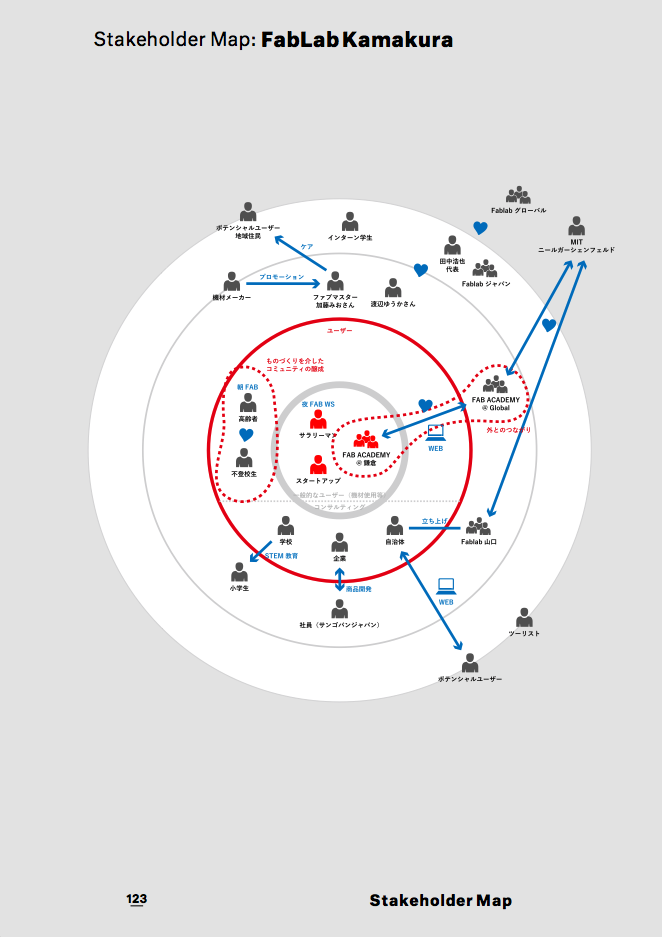 Stakeholder Map: FabLab Kamakura
Fablab グローバル
ポテンシャルユーザー
地域住民
インターン学生
MIT
ニールガーシェンフェルド
ケア
田中浩也
代表
Fablab ジャパン
プロモーション
機材メーカー
ファブマスター
加藤みおさん
渡辺ゆうかさん
ユーザー
ものづくりを介した
コミュニティの醸成
朝 FAB
高齢者
夜 FAB WS
サラリーマン
FAB ACADEMY
@ Global
外とのつながり
WEB
FAB ACADEMY
@ 鎌倉
不登校生
スタートアップ
一般的なユーザー（機材使用等）
コンサルティング
学校
企業
自治体
立ち上げ
Fablab 山口
STEM 教育
小学生
商品開発
WEB
社員（サンゴバンジャパン）
ツーリスト
ポテンシャルユーザー
123
Stakeholder Map